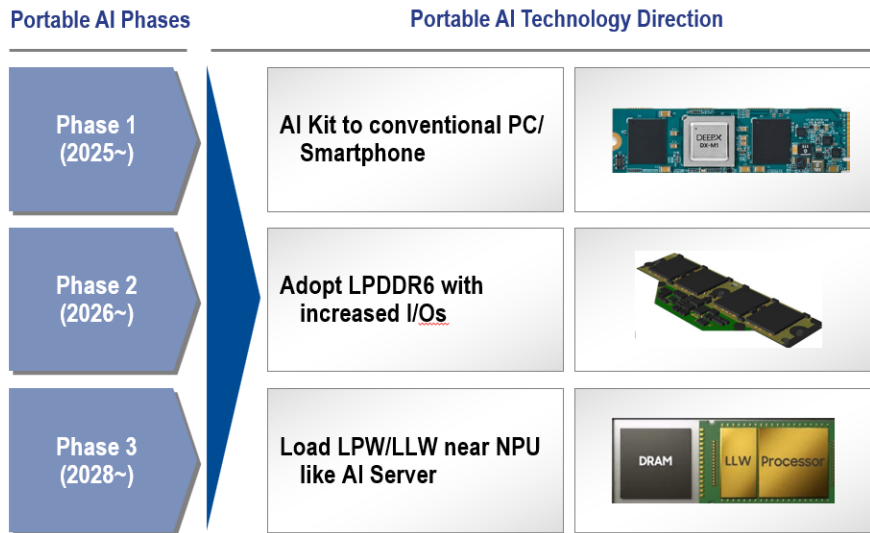 Portable AI Phases
Portable AI Technology Direction
Phase 1
(2025~)
AI Kit to conventional PC/
Smartphone
DEEPX
DX-M1
Phase 2
(2026~)
Adopt LPDDR6 with
increased I/Os
Phase 3
(2028~)
Load LPW/LLW near NPU
like AI Server
DRAM
LLW
Processor